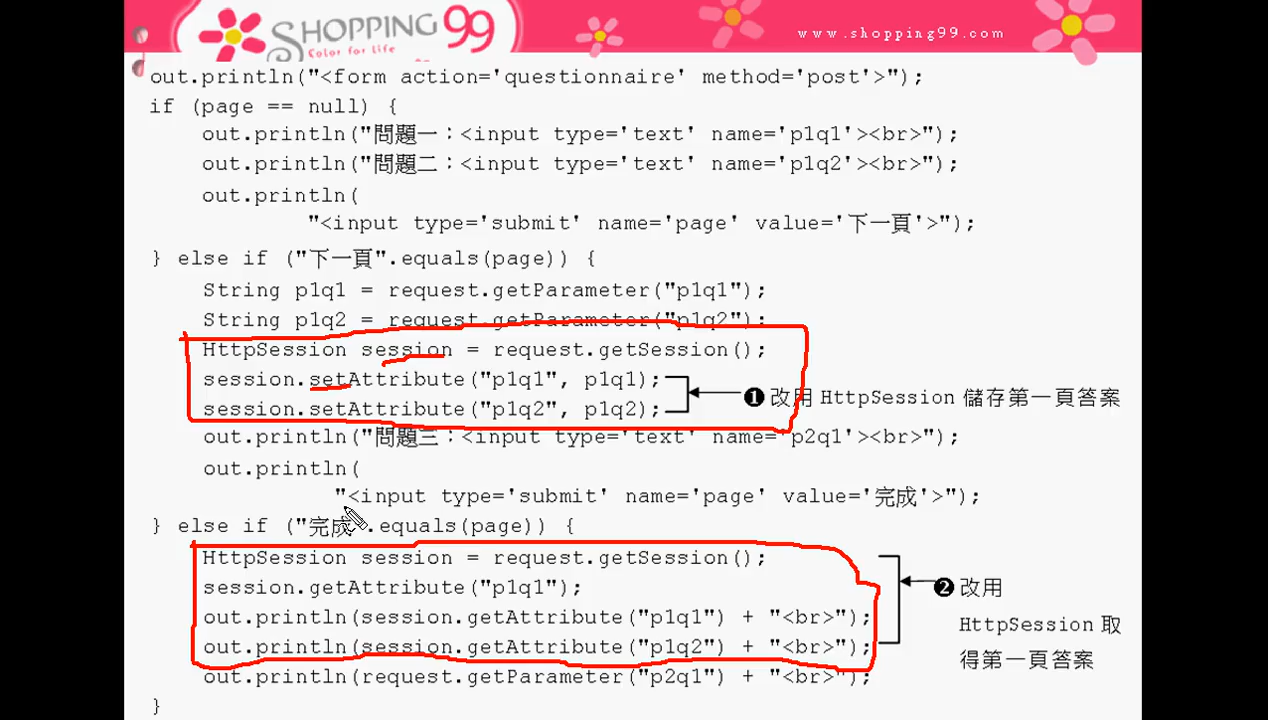 SHOPPING 99
Color for life
www.shopping99.com
out.println("<form action='questionnaire' method='post'>");
if (page == null) {
out.println("問題一：<input type='text' name='p1q1'><br>");
out.println("問題二：<input type='text' name='p1q2'><br>");
out.println(
"<input type='submit' name='page' value='下一頁'>");
} else if ("下一頁".equals(page)) {
String p1q1 = request.getParameter("p1q1");
String p1q2 = request.getParameter("p1q2");
HttpSession session = request.getSession();
session.setAttribute("p1q1", p1q1);
❶改用 HttpSession 儲存第一頁答案
session.setAttribute("p1q2", p1q2);
out.println("問題三：<input type='text' name='p2q1'><br>");
out.println(
"<input type='submit' name='page' value='完成'>");
} else if ("完成".equals(page)) {
HttpSession session = request.getSession();
session.getAttribute("p1q1");
out.println(session.getAttribute("p1q1") + "<br>");
out.println(session.getAttribute("p1q2") + "<br>");
❷改用
HttpSession 取
得第一頁答案
out.println(request.getParameter("p2q1") + "<br>");
}